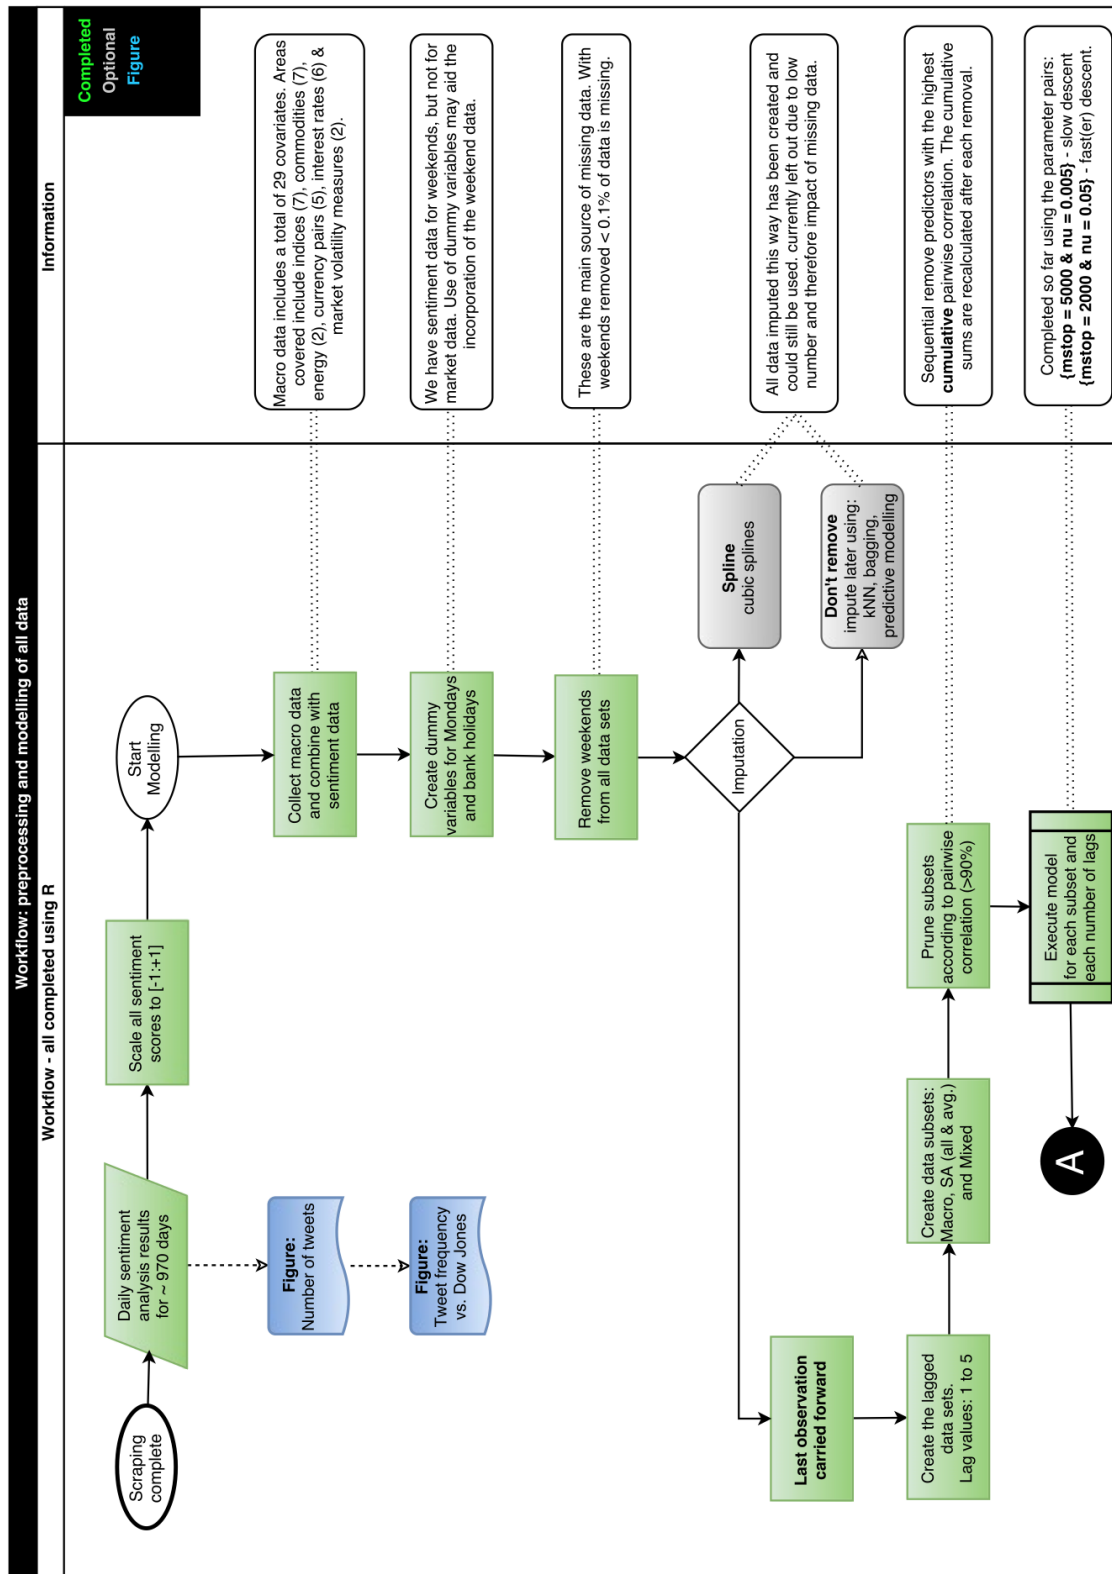 Workflow: preprocessing and modelling of all data
Workflow - all completed using R
Information
Completed
Optional
Figure
Scraping
complete
Daily sentiment
analysis results
for ~ 970 days
Scale all sentiment
scores to [-1:+1]
Start
Modelling
Figure:
Number of tweets
Figure:
Tweet frequency
vs. Dow Jones
Collect macro data
and combine with
sentiment data
Macro data includes a total of 29 covariates. Areas
covered include indices (7), commodities (7),
energy (2), currency pairs (5), interest rates (6) &
market volatility measures (2).
Create dummy
variables for Mondays
and bank holidays
We have sentiment data for weekends, but not for
market data. Use of dummy variables may aid the
incorporation of the weekend data.
Remove weekends
from all data sets
These are the main source of missing data. With
weekends removed < 0.1% of data is missing.
Imputation
Spline
cubic splines
Don't remove
impute later using:
kNN, bagging,
predictive modelling
All data imputed this way has been created and
could still be used. currently left out due to low
number and therefore impact of missing data.
Last observation
carried forward
Create the lagged
data sets.
Lag values: 1 to 5
Create data subsets:
Macro, SA (all & avg.)
and Mixed
Prune subsets
according to pairwise
correlation (>90%)
Sequential remove predictors with the highest
cumulative pairwise correlation. The cumulative
sums are recalculated after each removal.
Execute model
for each subset and
each number of lags
Completed so far using the parameter pairs:
{mstop = 5000 & nu = 0.005} - slow descent
{mstop = 2000 & nu = 0.05} - fast(er) descent.
A